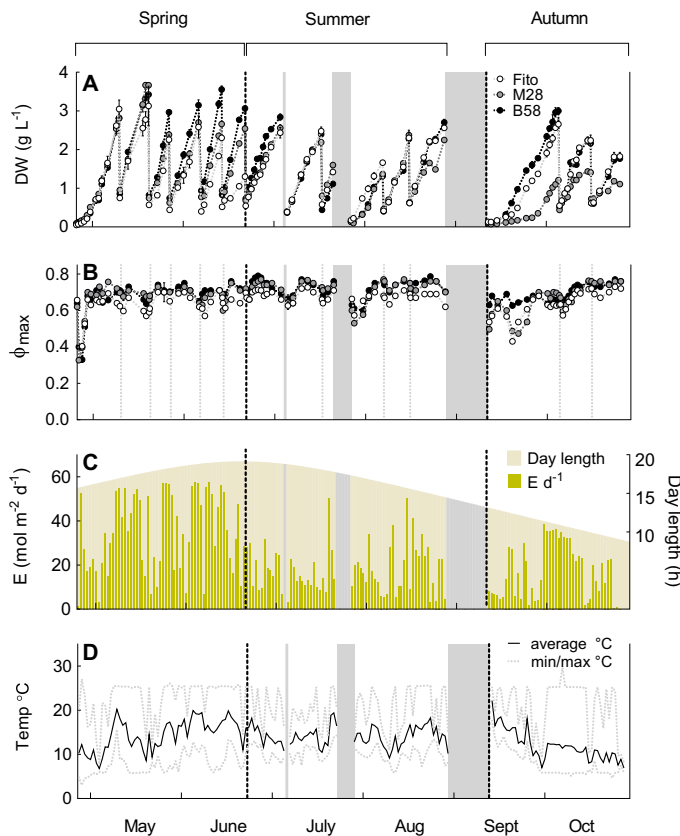 Spring Summer Autumn
A
Fito
M28
B58
DW (g L⁻¹)
4
3
2
1
0
B
ϕmax
0.8
0.6
0.4
0.2
0.0
C
Day length
E d⁻¹
E (mol m⁻² d⁻¹)
60
40
20
0
20
15
10
0
Day length (h)
D
average °C
min/max °C
Temp °C
30
20
10
0
May June July Aug Sept Oct